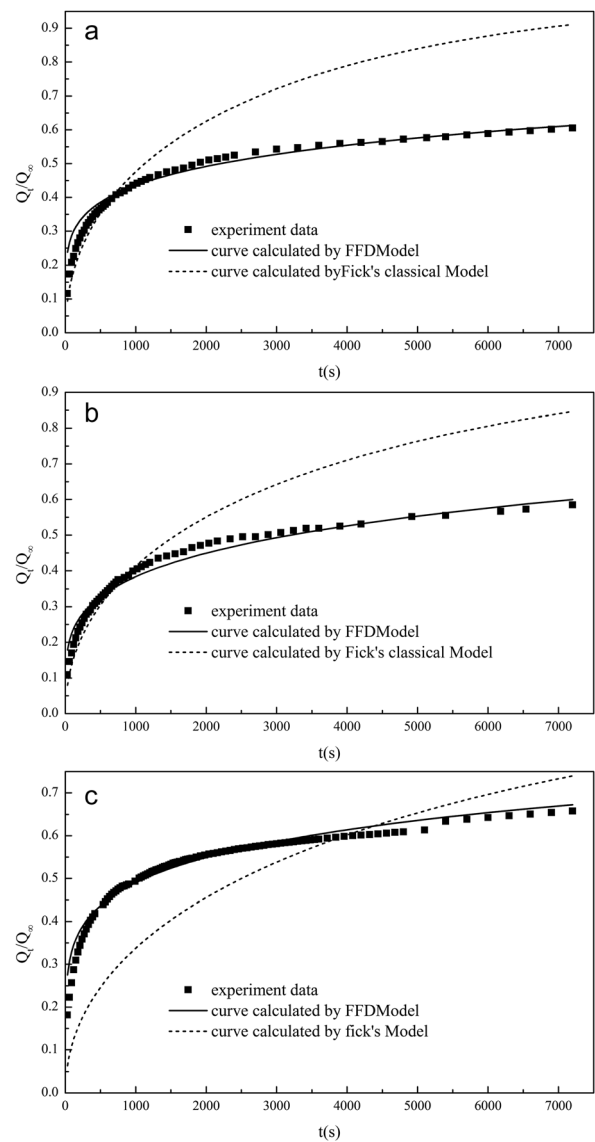 a
0.9
0.8
0.7
0.6
0.5
0.4
0.3
0.2
0.1
0.0
Qt/Q∞
experiment data
curve calculated by FFDModel
curve calculated byFick's classical Model
0 1000 2000 3000 4000 5000 6000 7000
t(s)
b
0.9
0.8
0.7
0.6
0.5
0.4
0.3
0.2
0.1
0.0
Qt/Q∞
experiment data
curve calculated by FFDModel
curve calculated by Fick's classical Model
0 1000 2000 3000 4000 5000 6000 7000
t(s)
c
0.7
0.6
0.5
0.4
0.3
0.2
0.1
0.0
Qt/Q∞
experiment data
curve calculated by FFDModel
curve calculated by fick's Model
0 1000 2000 3000 4000 5000 6000 7000
t(s)